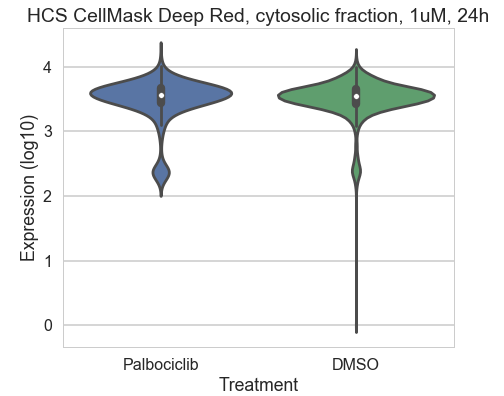 HCS CellMask Deep Red, cytosolic fraction, 1uM, 24h
4
3
2
1
0
Expression (log10)
Palbociclib
DMSO
Treatment